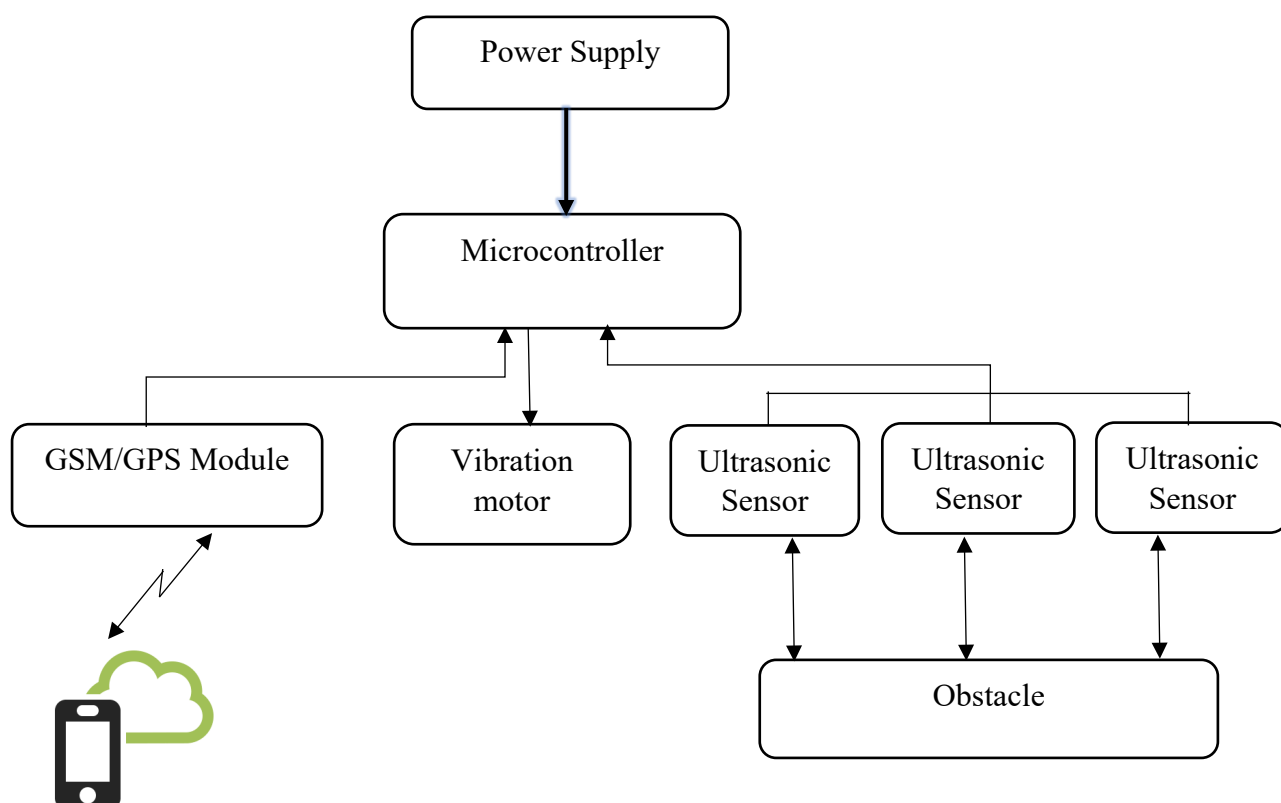 Power Supply
Microcontroller
GSM/GPS Module
Vibration
motor
Ultrasonic
Sensor
Ultrasonic
Sensor
Ultrasonic
Sensor
Obstacle